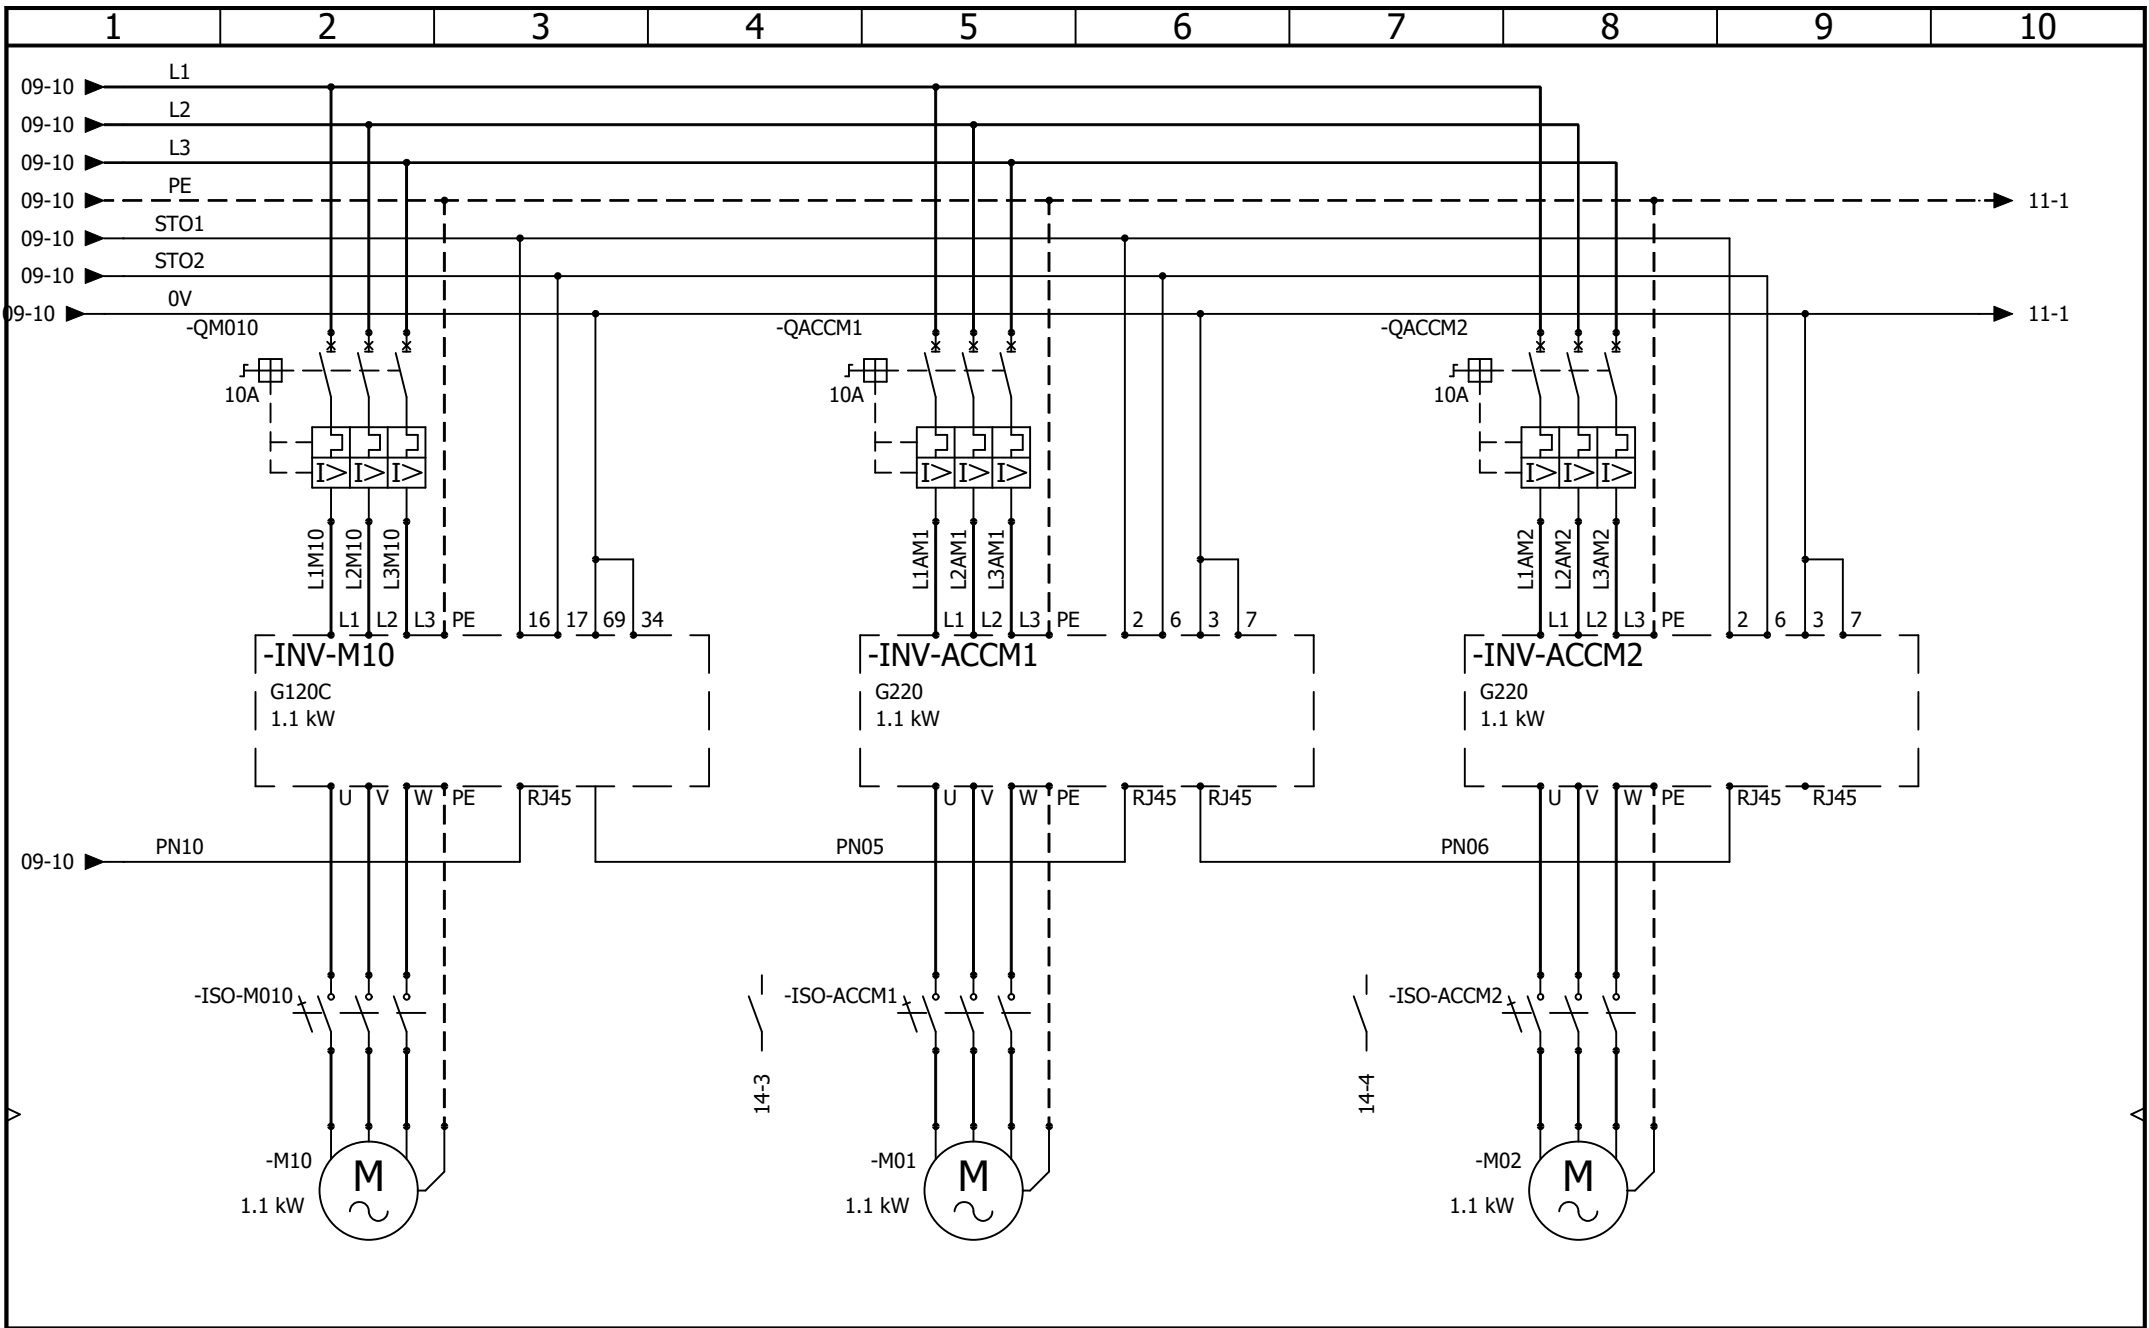 1 2 3 4 5 6 7 8 9 10
09-10 L1
09-10 L2
09-10 L3
09-10 PE 11-1
09-10 STO1
09-10 STO2
09-10 0V 11-1
-QM010 -QACCM1 -QACCM2
10A 10A 10A
I> I> I> I> I> I> I> I> I>
L1M10 L2M10 L3M10 L1AM1 L2AM1 L3AM1 L1AM2 L2AM2 L3AM2
L1 L2 L3 PE 16 17 69 34 L1 L2 L3 PE 2 6 3 7 L1 L2 L3 PE 2 6 3 7
-INV-M10 -INV-ACCM1 -INV-ACCM2
G120C G220 G220
1.1 kW 1.1 kW 1.1 kW
U V W PE RJ45 U V W PE RJ45 RJ45 U V W PE RJ45 RJ45
09-10 PN10 PN05 PN06
-ISO-M010 -ISO-ACCM1 -ISO-ACCM2
14-3 14-4
-M10 M -M01 M -M02 M
1.1 kW 1.1 kW 1.1 kW